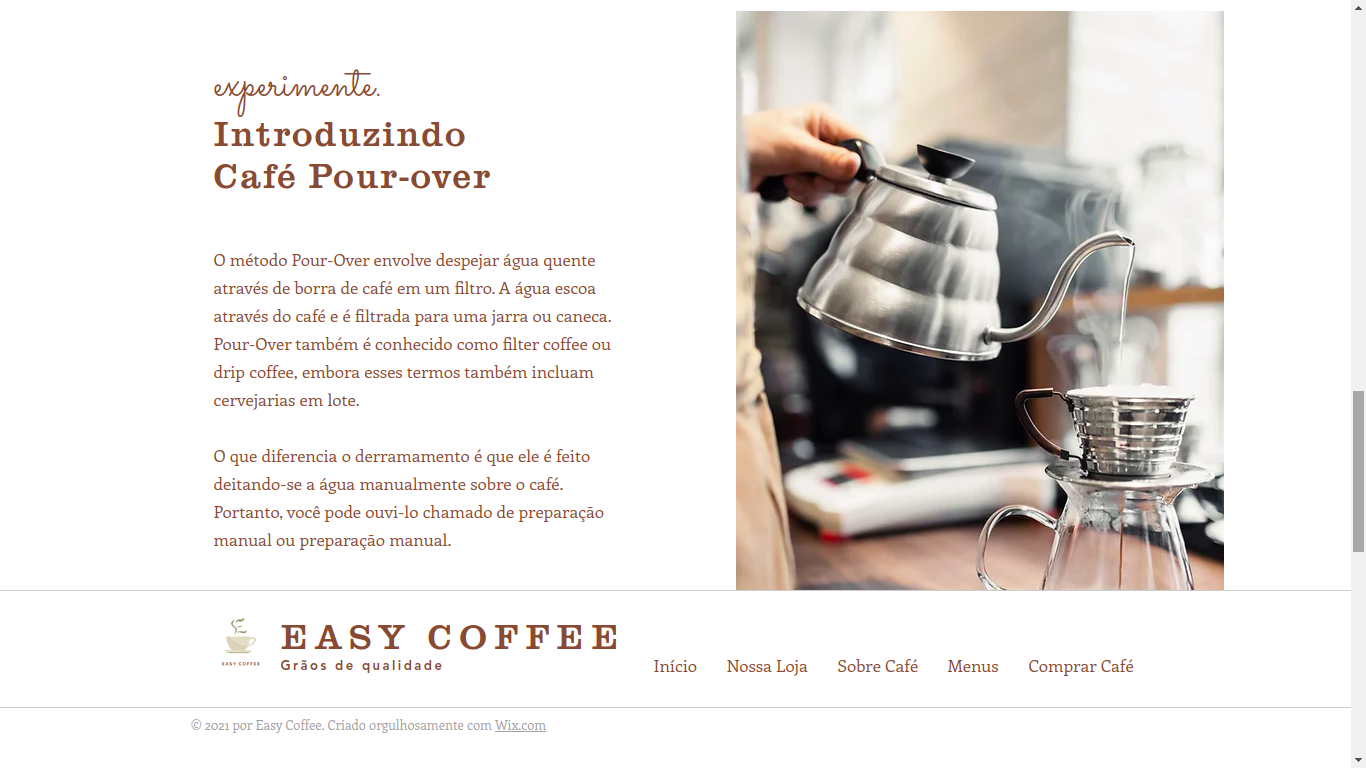 experimente.
Introduzindo
Café Pour-over
O método Pour-Over envolve despejar água quente
através de borra de café em um filtro. A água escoa
através do café e é filtrada para uma jarra ou caneca.
Pour-Over também é conhecido como filter coffee ou
drip coffee, embora esses termos também incluam
cervejarias em lote.
O que diferencia o derramamento é que ele é feito
deitando-se a água manualmente sobre o café.
Portanto, você pode ouvi-lo chamado de preparação
manual ou preparação manual.
EASY COFFEE
EASY COFFEE
Grãos de qualidade
Início Nossa Loja Sobre Café Menus Comprar Café
© 2021 por Easy Coffee. Criado orgulhosamente com Wix.com